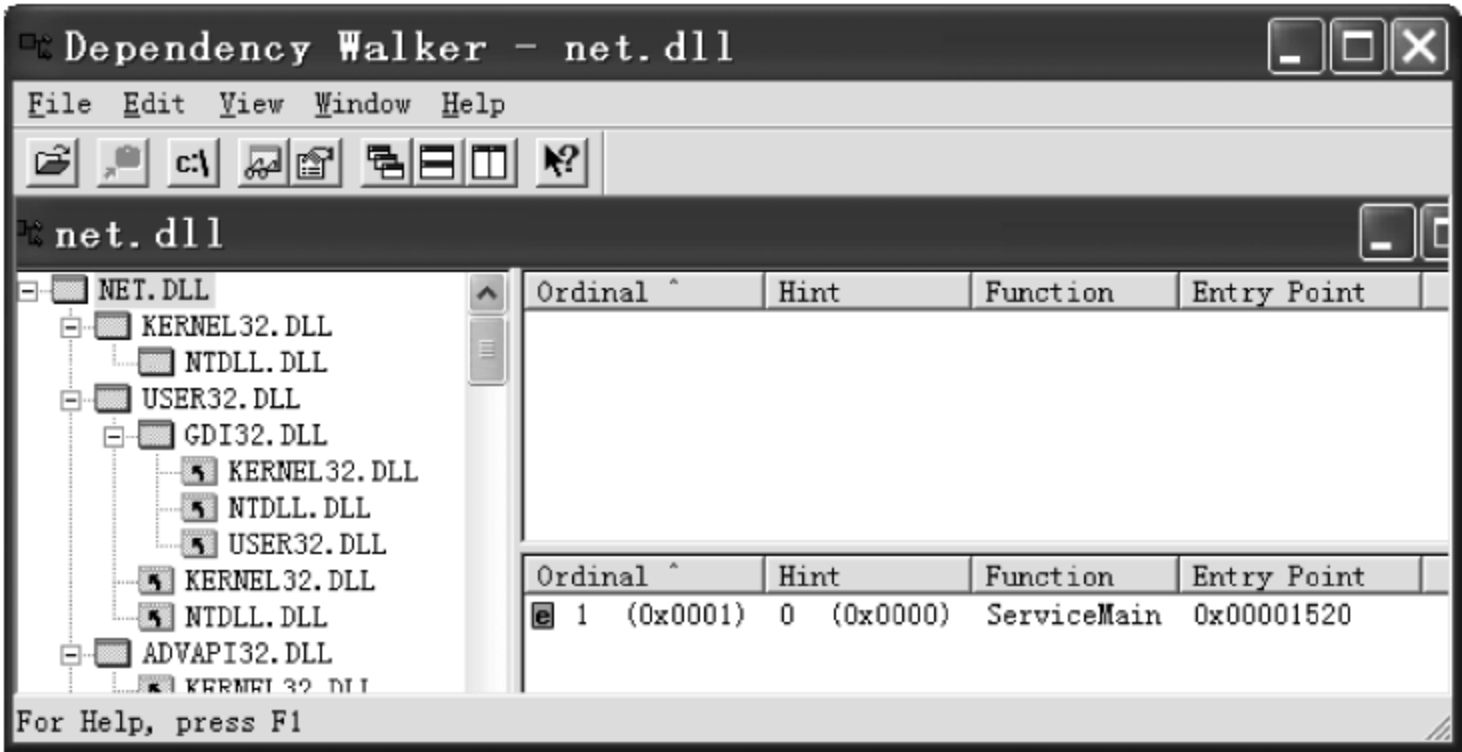 Dependency Walker - net.dll
File Edit View Window Help
c:\
net.dll
NET.DLL
KERNEL32.DLL
NTDLL.DLL
USER32.DLL
GDI32.DLL
KERNEL32.DLL
NTDLL.DLL
USER32.DLL
KERNEL32.DLL
NTDLL.DLL
ADVAPI32.DLL
KERNEL32.DLL
Ordinal ^ Hint Function Entry Point
Ordinal ^ Hint Function Entry Point
e 1 (0x0001) 0 (0x0000) ServiceMain 0x00001520
For Help, press F1